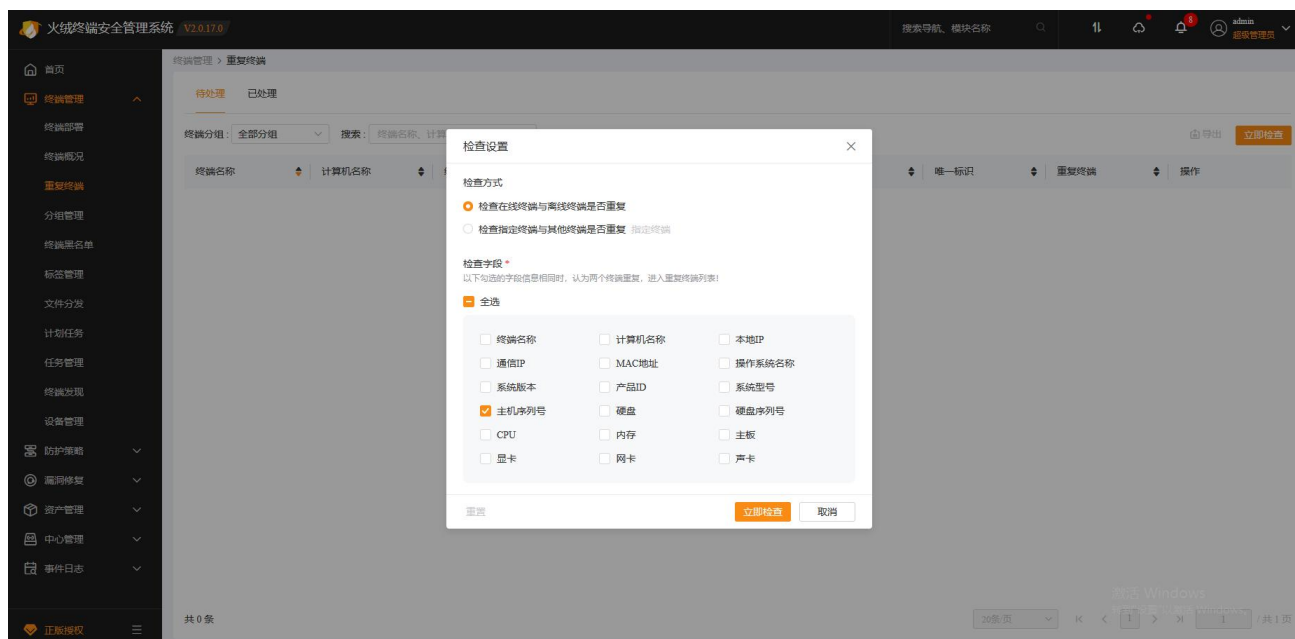 火绒终端安全管理系统 V2.0.17.0 搜索导航、模块名称 8 admin
超级管理员
首页
终端管理
终端部署
终端概况
重复终端
分组管理
终端黑名单
标签管理
文件分发
计划任务
任务管理
终端发现
设备管理
防护策略
漏洞修复
资产管理
中心管理
事件日志
正版授权
终端管理 > 重复终端
待处理 已处理
终端分组: 全部分组 搜索: 终端名称、计算 导出 立即检查
终端名称 计算机名称 唯一标识 重复终端 操作
检查设置
检查方式
检查在线终端与离线终端是否重复
检查指定终端与其他终端是否重复 指定终端
检查字段 *
以下勾选的字段信息相同时，认为两个终端重复，进入重复终端列表!
全选
终端名称 计算机名称 本地IP
通信IP MAC地址 操作系统名称
系统版本 产品ID 系统型号
主机序列号 硬盘 硬盘序列号
CPU 内存 主板
显卡 网卡 声卡
重置 立即检查 取消
激活 Windows
共 0 条 20条/页 1 1 / 共 1 页